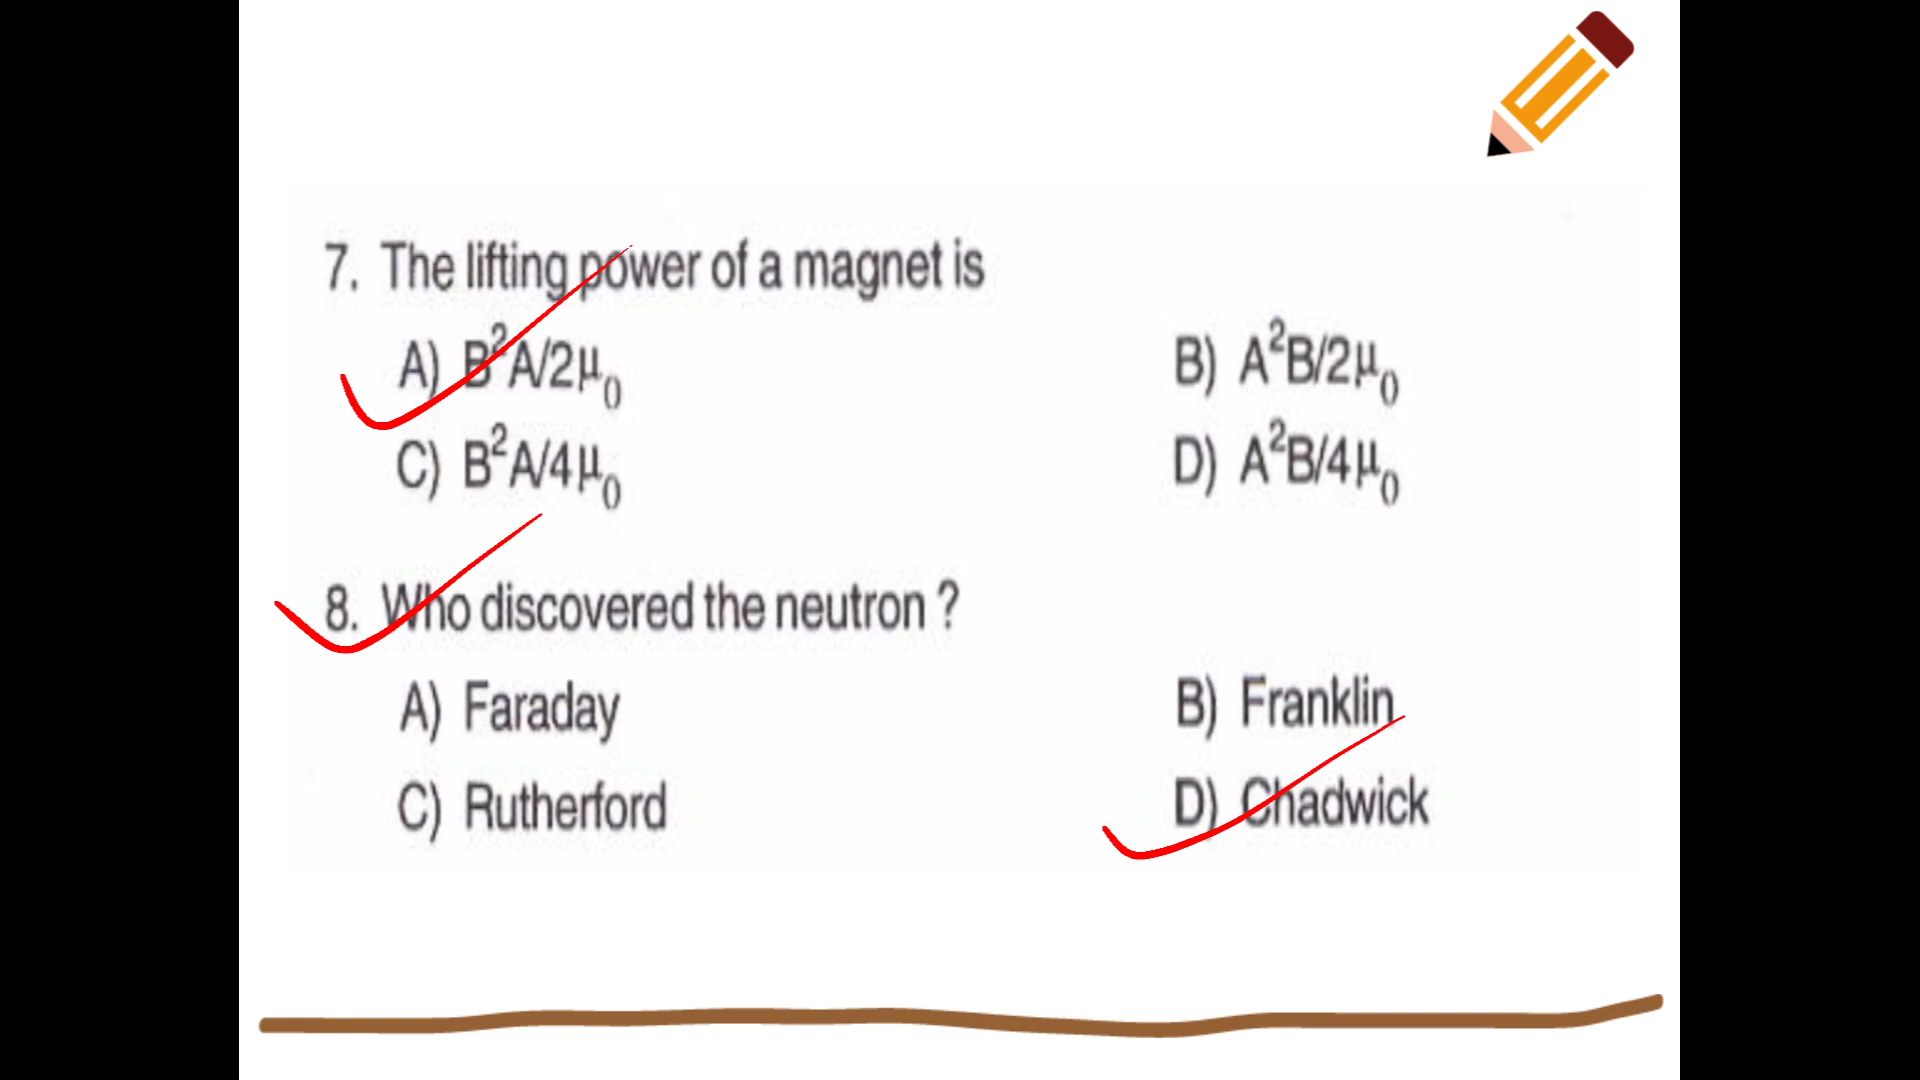 7. The lifting power of a magnet is
A) B²A/2μ₀ B) A²B/2μ₀
C) B²A/4μ₀ D) A²B/4μ₀
8. Who discovered the neutron ?
A) Faraday B) Franklin
C) Rutherford D) Chadwick